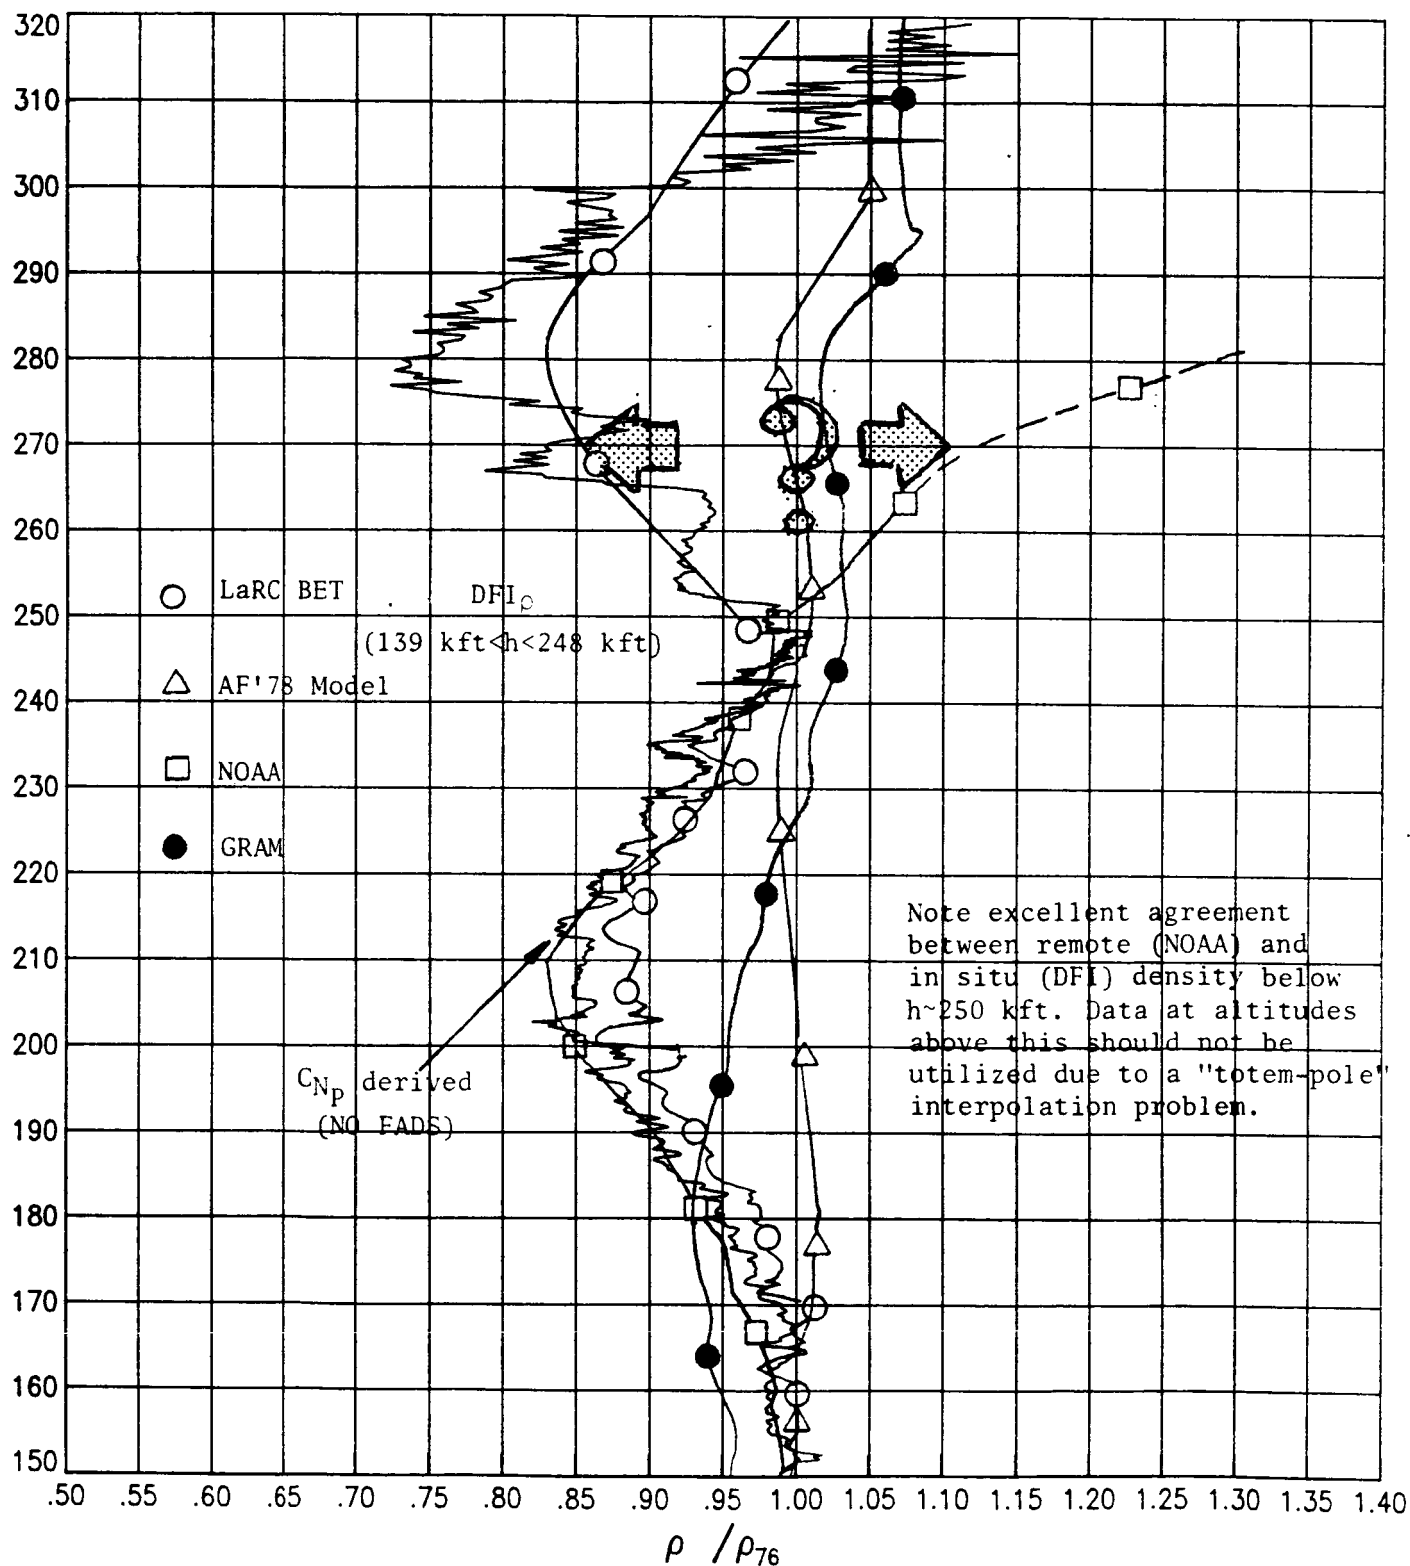 320
310
300
290
280
270
260
250
240
230
220
210
200
190
180
170
160
150
LaRC BET
DFIρ
(139 kft<h<248 kft)
AF'78 Model
NOAA
GRAM
?
Note excellent agreement
between remote (NOAA) and
in situ (DFI) density below
h~250 kft. Data at altitudes
above this should not be
utilized due to a "totem-pole"
interpolation problem.
CNp derived
(NO FADS)
.50 .55 .60 .65 .70 .75 .80 .85 .90 .95 1.00 1.05 1.10 1.15 1.20 1.25 1.30 1.35 1.40
ρ /ρ76